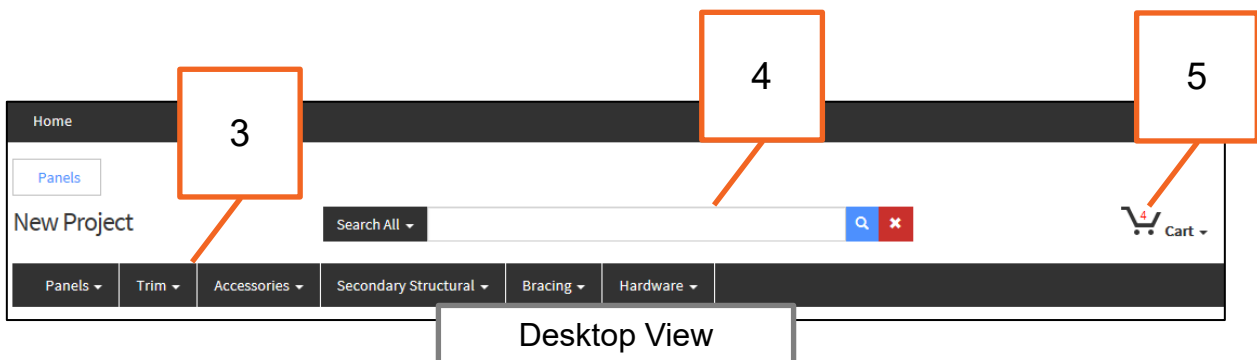 4
5
3
Home
Panels
New Project
Search All
4
Cart
Panels
Trim
Accessories
Secondary Structural
Bracing
Hardware
Desktop View